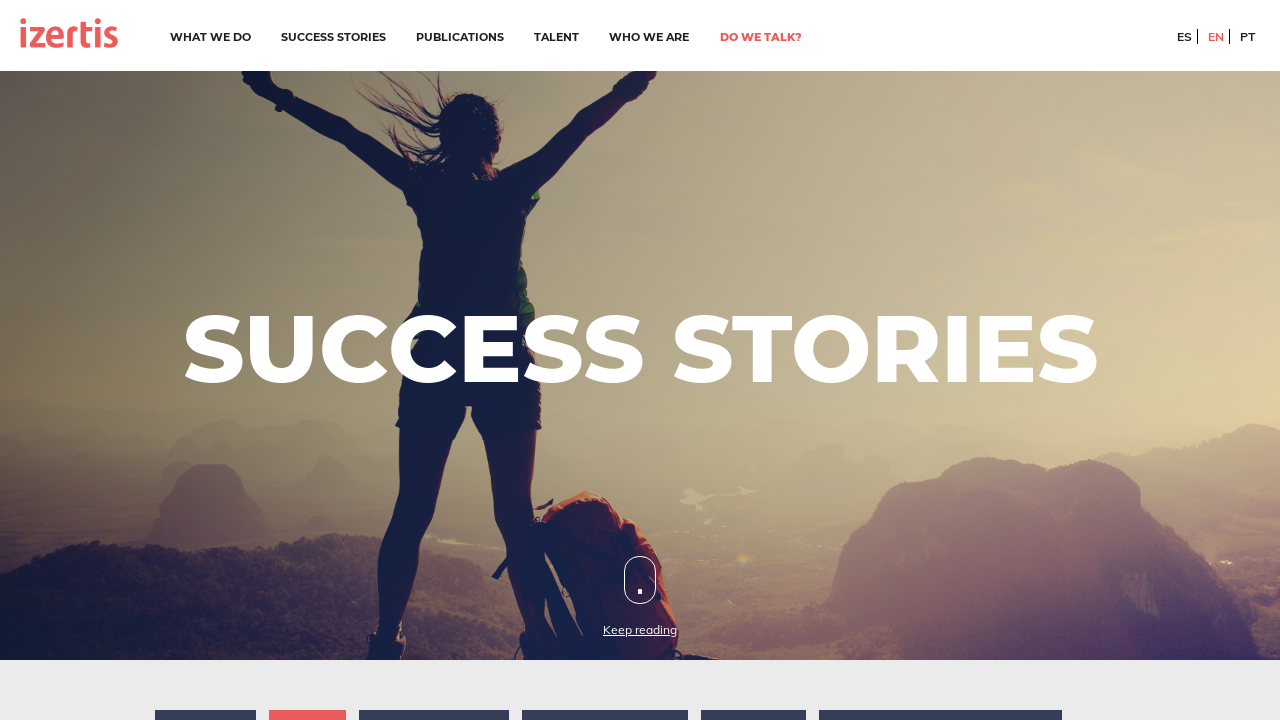 izertis
WHAT WE DO
SUCCESS STORIES
PUBLICATIONS
TALENT
WHO WE ARE
DO WE TALK?
ES
EN
PT
SUCCESS STORIES
Keep reading